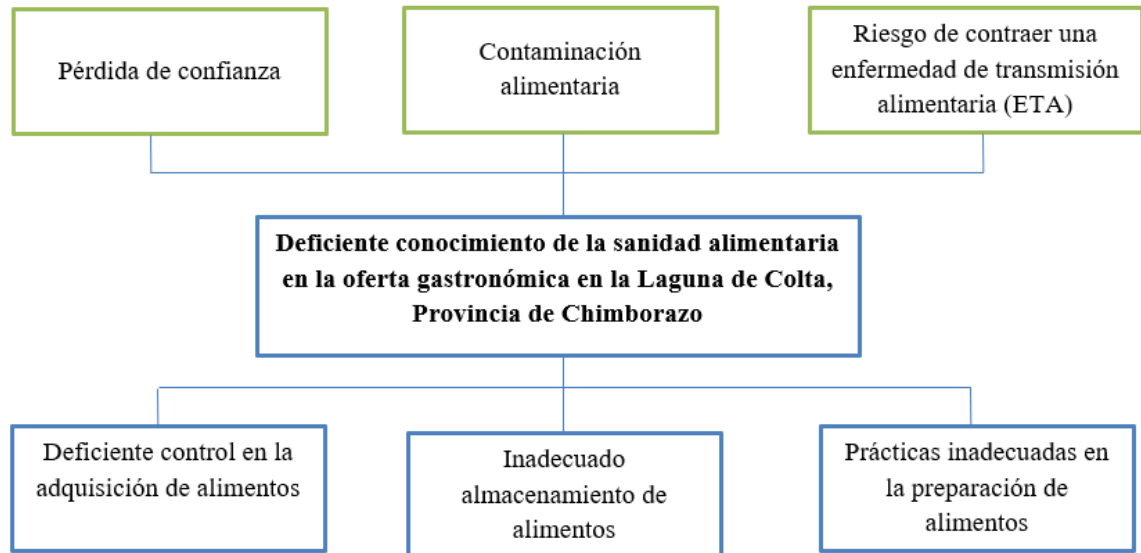 Pérdida de confianza
Contaminación
alimentaria
Riesgo de contraer una
enfermedad de transmisión
alimentaria (ETA)
Deficiente conocimiento de la sanidad alimentaria
en la oferta gastronómica en la Laguna de Colta,
Provincia de Chimborazo
Deficiente control en la
adquisición de alimentos
Inadecuado
almacenamiento de
alimentos
Prácticas inadecuadas en
la preparación de
alimentos